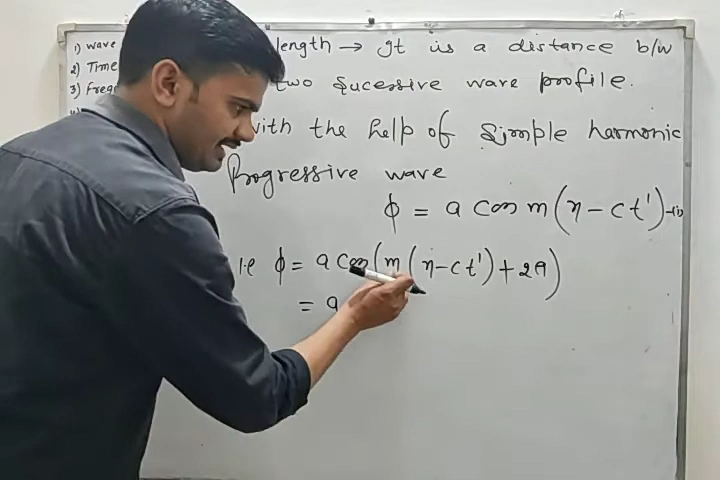 1) wave length → It is a distance b/w
2) Time two Sucessive wave profile.
3) Freq
with the help of Simple harmonic
Progressive wave
ϕ = a cos m(x - ct') -(i)
i.e ϕ = a cos(m(x-ct')+2π)
= a